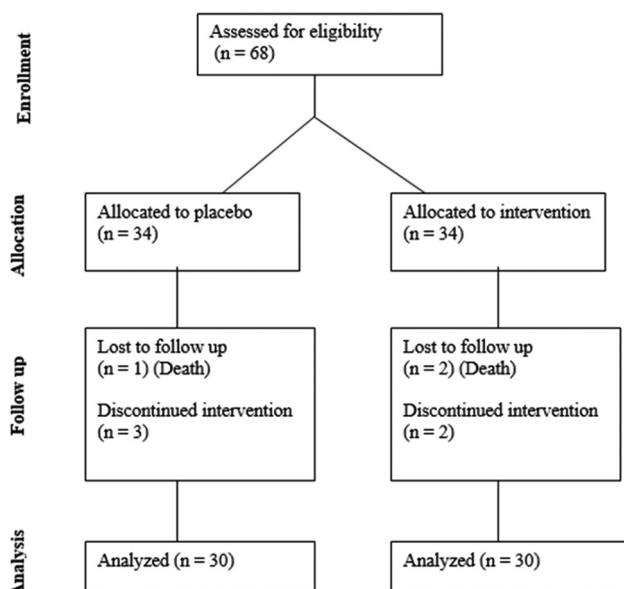 Enrollment
Assessed for eligibility
(n = 68)
Allocation
Allocated to placebo
(n = 34)
Allocated to intervention
(n = 34)
Follow up
Lost to follow up
(n = 1) (Death)
Discontinued intervention
(n = 3)
Lost to follow up
(n = 2) (Death)
Discontinued intervention
(n = 2)
Analysis
Analyzed (n = 30)
Analyzed (n = 30)